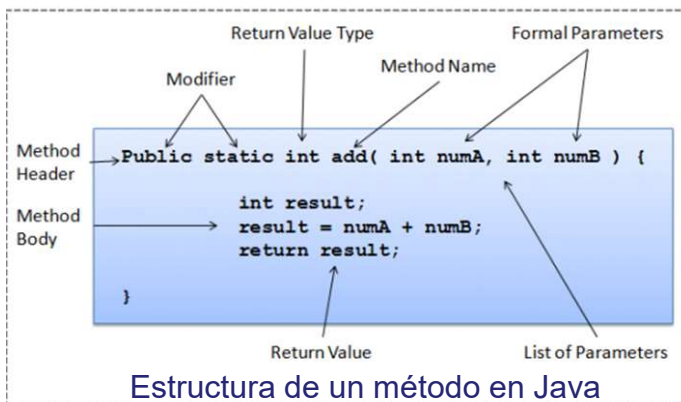 Return Value Type
Formal Parameters
Method Name
Modifier
Method Header
Public static int add( int numA, int numB ) {
Method Body
int result;
result = numA + numB;
return result;
}
Return Value
List of Parameters
Estructura de un método en Java